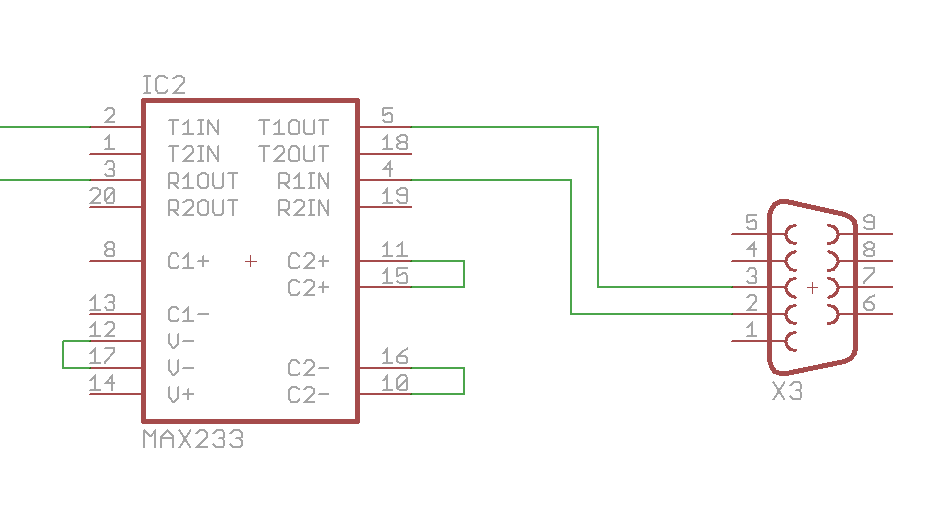 IC2
2 T1IN T1OUT 5
1 T2IN T2OUT 18
3 R1OUT R1IN 4
20 R2OUT R2IN 19
8 C1+ C2+ 11
C2+ 15
13 C1-
12 V-
17 V- C2- 16
14 V+ C2- 10
MAX233
5 9
4 8
3 7
2 6
1
X3